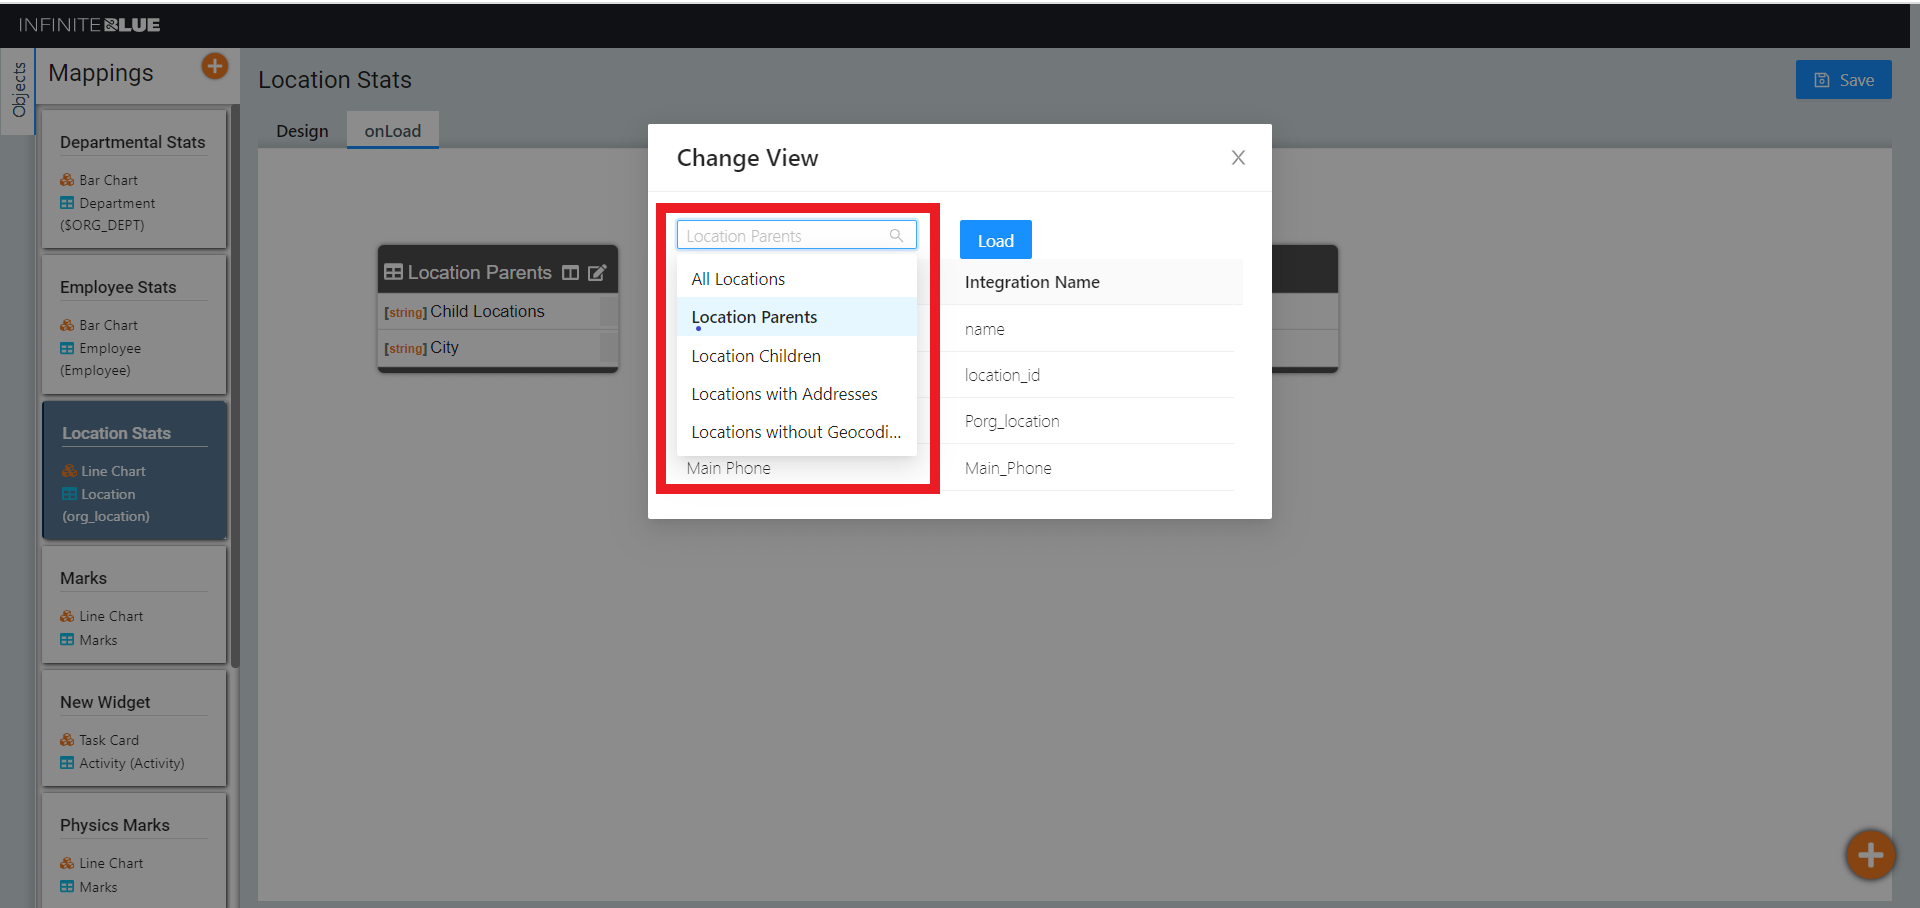 INFINITEBLUE
Objects
Mappings
Departmental Stats
Bar Chart
Department
($ORG_DEPT)
Employee Stats
Bar Chart
Employee
(Employee)
Location Stats
Line Chart
Location
(org_location)
Marks
Line Chart
Marks
New Widget
Task Card
Activity (Activity)
Physics Marks
Line Chart
Marks
Location Stats
Save
Design
onLoad
Location Parents
[string] Child Locations
[string] City
Change View
Location Parents
Load
All Locations
Location Parents
Location Children
Locations with Addresses
Locations without Geocodi...
Main Phone
Integration Name
name
location_id
Porg_location
Main_Phone